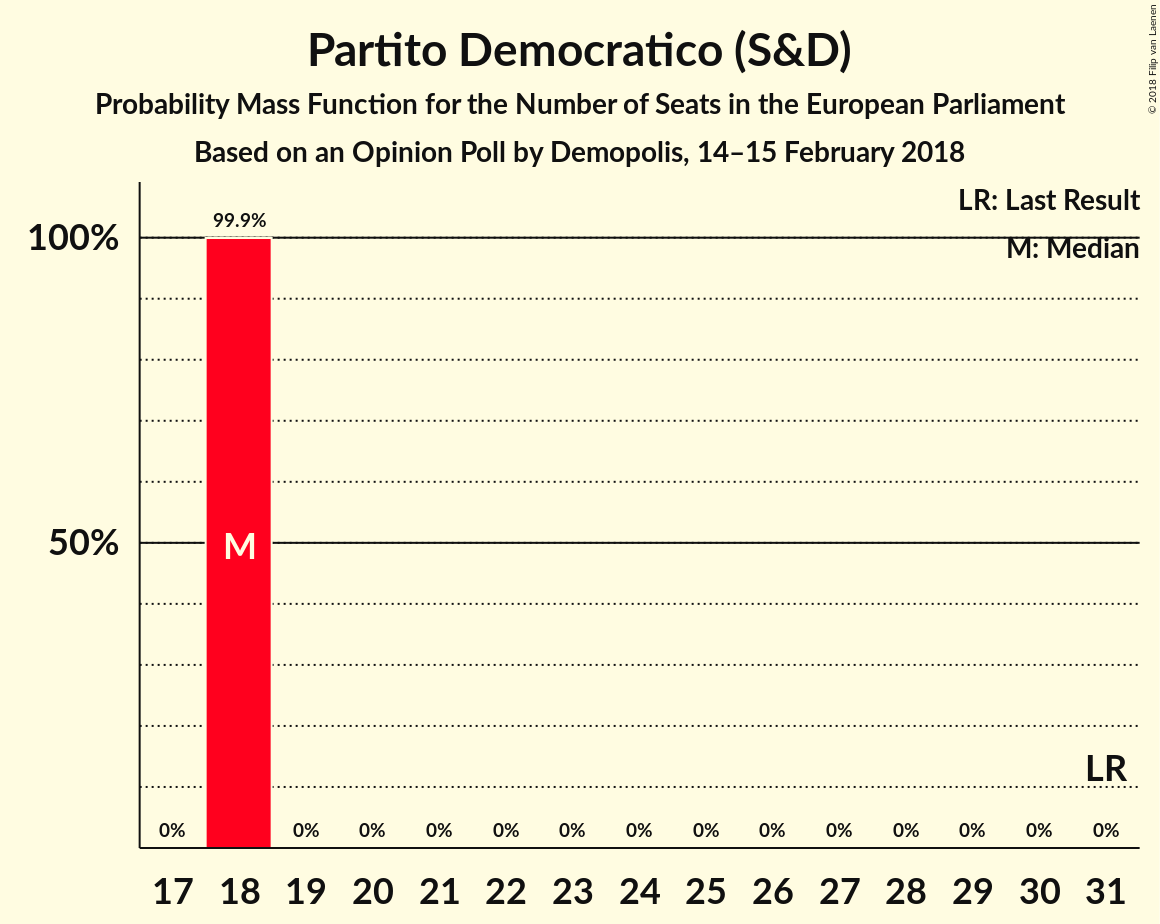 Partito Democratico (S&D)
Probability Mass Function for the Number of Seats in the European Parliament
Based on an Opinion Poll by Demopolis, 14–15 February 2018
© 2018 Filip van Laenen
LR: Last Result
M: Median
99.9%
100%
50%
M
LR
0% 0% 0% 0% 0% 0% 0% 0% 0% 0% 0% 0% 0% 0%
17 18 19 20 21 22 23 24 25 26 27 28 29 30 31